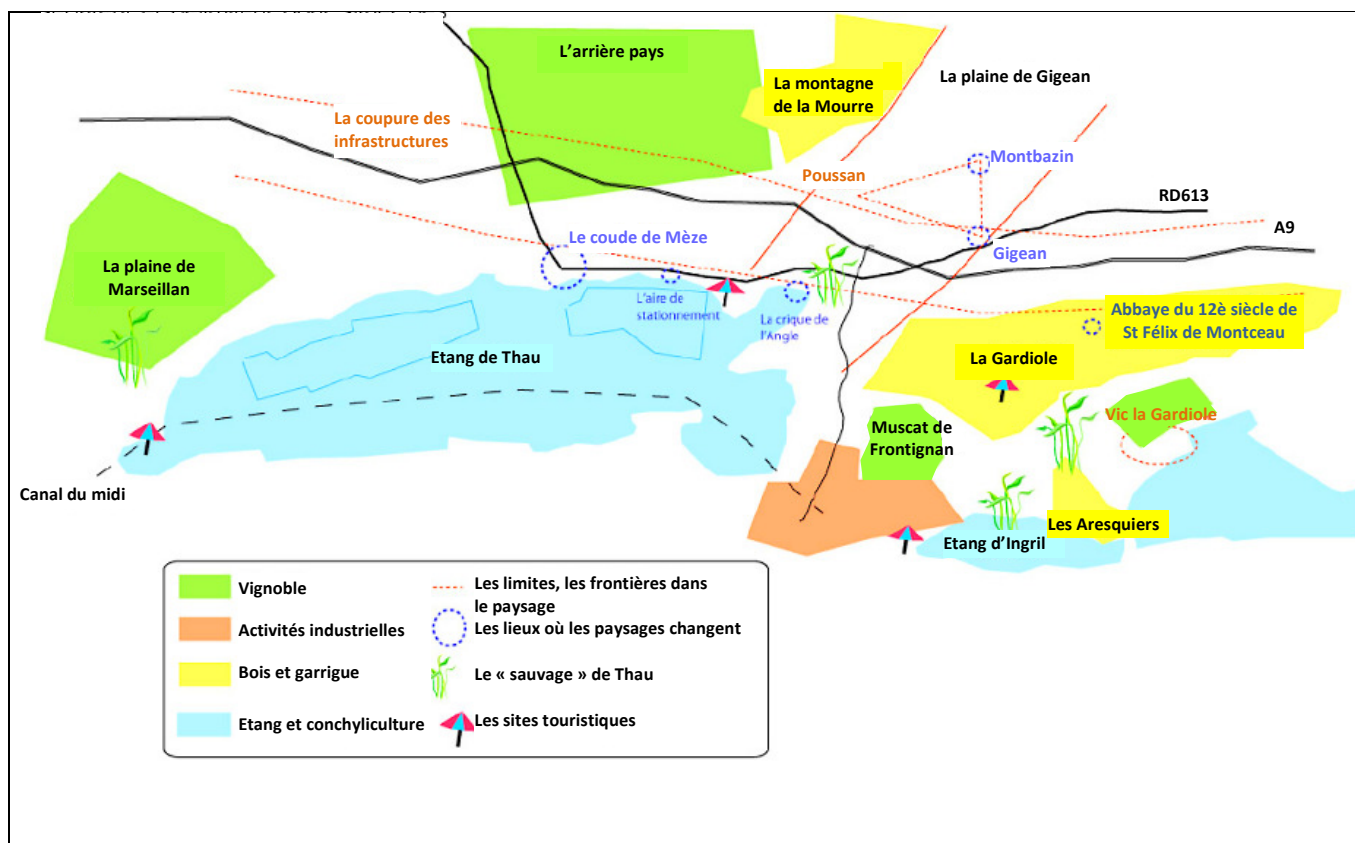 L'arrière pays
La montagne
de la Mourre
La plaine de Gigean
La coupure des
infrastructures
Montbazin
Poussan
RD613
A9
Le coude de Mèze
Gigean
La plaine de
Marseillan
L'aire de
stationnement
La crique de
l'Angle
Abbaye du 12è siècle de
St Félix de Montceau
Etang de Thau
La Gardiole
Muscat de
Frontignan
Vic la Gardiole
Canal du midi
Les Aresquiers
Etang d'Ingril
Vignoble
Activités industrielles
Bois et garrigue
Etang et conchyliculture
Les limites, les frontières dans
le paysage
Les lieux où les paysages changent
Le « sauvage » de Thau
Les sites touristiques